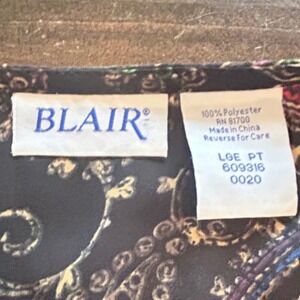 BLAIR®
100% Polyester
RN 81700
Made in China
Reverse For Care
LGE PT
609316
0020